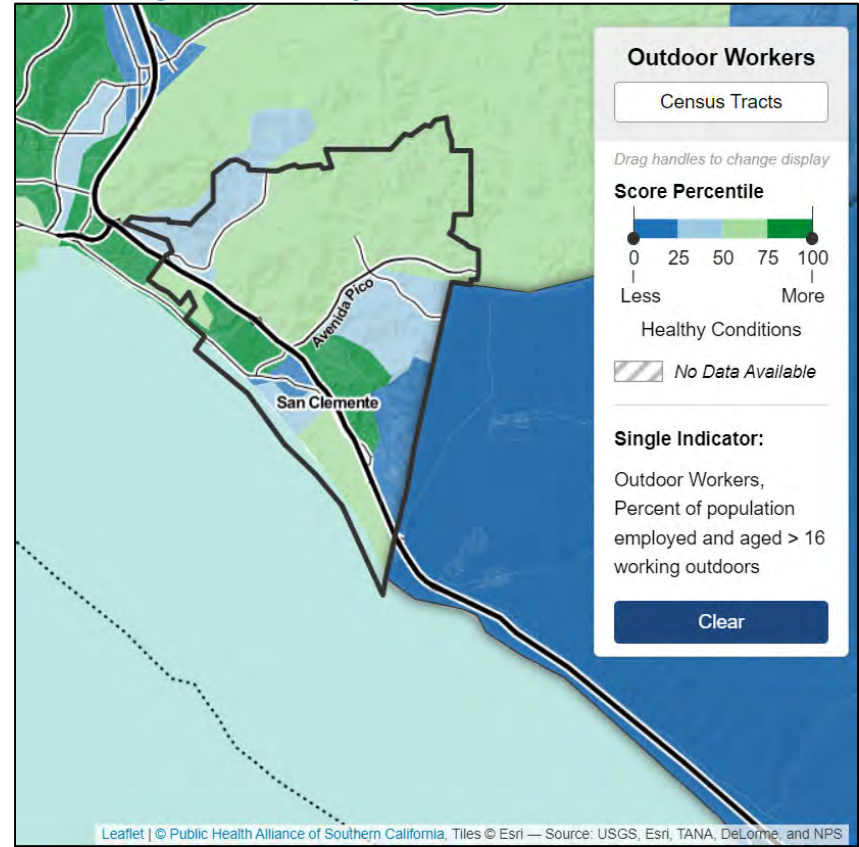 Outdoor Workers
Census Tracts
Drag handles to change display
Score Percentile
0 25 50 75 100
Less More
Healthy Conditions
No Data Available
Single Indicator:
Outdoor Workers,
Percent of population
employed and aged > 16
working outdoors
Clear
Avenida Pico
San Clemente
Leaflet | © Public Health Alliance of Southern California, Tiles © Esri — Source: USGS, Esri, TANA, DeLorme, and NPS